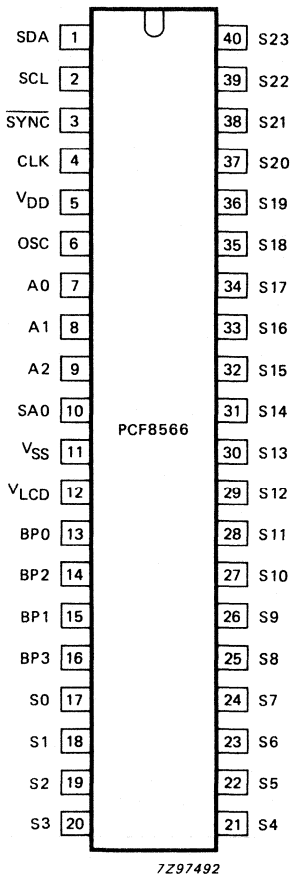 SDA 1 40 S23
SCL 2 39 S22
SYNC 3 38 S21
CLK 4 37 S20
VDD 5 36 S19
OSC 6 35 S18
A0 7 34 S17
A1 8 33 S16
A2 9 32 S15
SA0 10 31 S14
PCF8566
VSS 11 30 S13
VLCD 12 29 S12
BP0 13 28 S11
BP2 14 27 S10
BP1 15 26 S9
BP3 16 25 S8
S0 17 24 S7
S1 18 23 S6
S2 19 22 S5
S3 20 21 S4
7Z97492